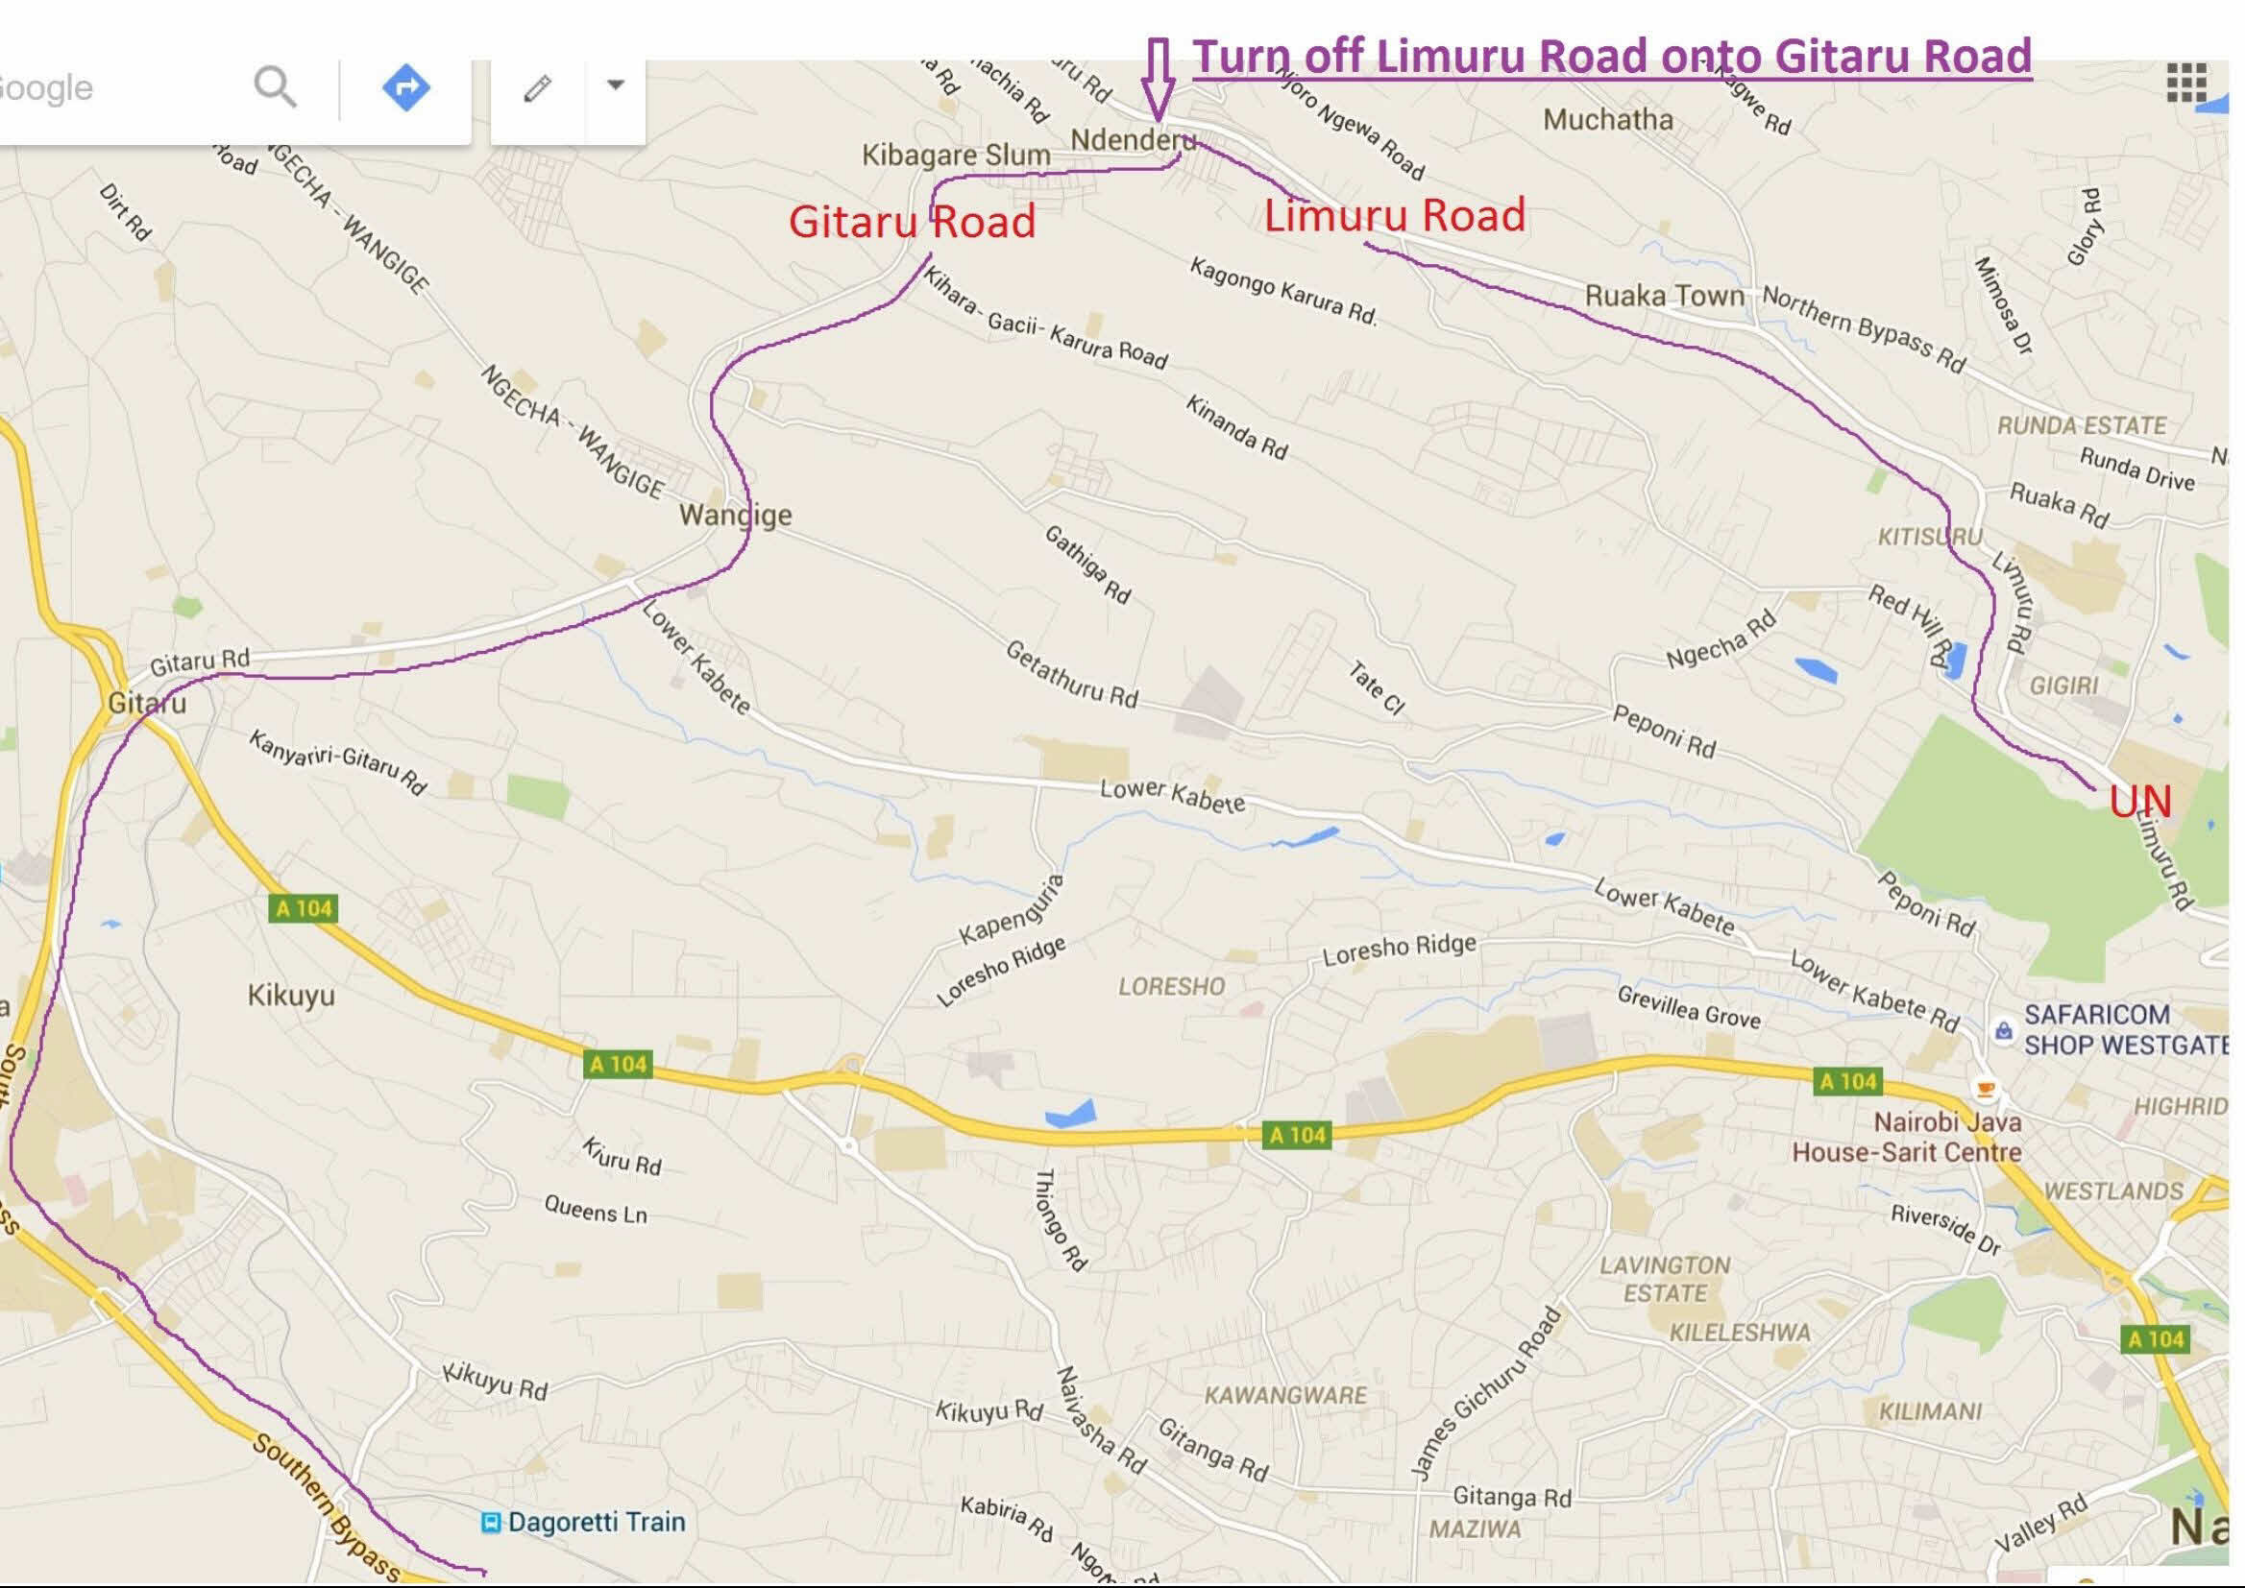 Turn off Limuru Road onto Gitaru Road
Google
Kagwe Rd
Njoro Ngewa Road
Muchatha
Ndenderu
Kibagare Slum
Dirt Rd
NGECHA - WANGIGE
Glory Rd
Gitaru Road
Limuru Road
Kagongo Karura Rd.
Mimosa Dr
Kihara- Gacii- Karura Road
Ruaka Town
Northern Bypass Rd
NGECHA - WANGIGE
Kinanda Rd
RUNDA ESTATE
Runda Drive
Ruaka Rd
Wangige
KITISURU
Gathiga Rd
Limuru Rd
Red Hill Rd
Ngecha Rd
Lower Kabete
Getathuru Rd
Gitaru Rd
Gitaru
Tate Cl
GIGIRI
Peponi Rd
Kanyariri-Gitaru Rd
Lower Kabete
UN
Limuru Rd
A 104
Kapenguria
Lower Kabete
Peponi Rd
Loresho Ridge
Loresho Ridge
LORESHO
Kikuyu
Lower Kabete Rd
Grevillea Grove
SAFARICOM
SHOP WESTGATE
A 104
A 104
A 104
Nairobi Java
House-Sarit Centre
HIGHRID
Kiuru Rd
Queens Ln
Thiongo Rd
WESTLANDS
Riverside Dr
LAVINGTON
ESTATE
KILELESHWA
A 104
Kikuyu Rd
Kikuyu Rd
Naivasha Rd
KAWANGWARE
James Gichuru Road
KILIMANI
Gitanga Rd
Southern Bypass
Gitanga Rd
Dagoretti Train
Kabiria Rd
MAZIWA
Valley Rd
Na